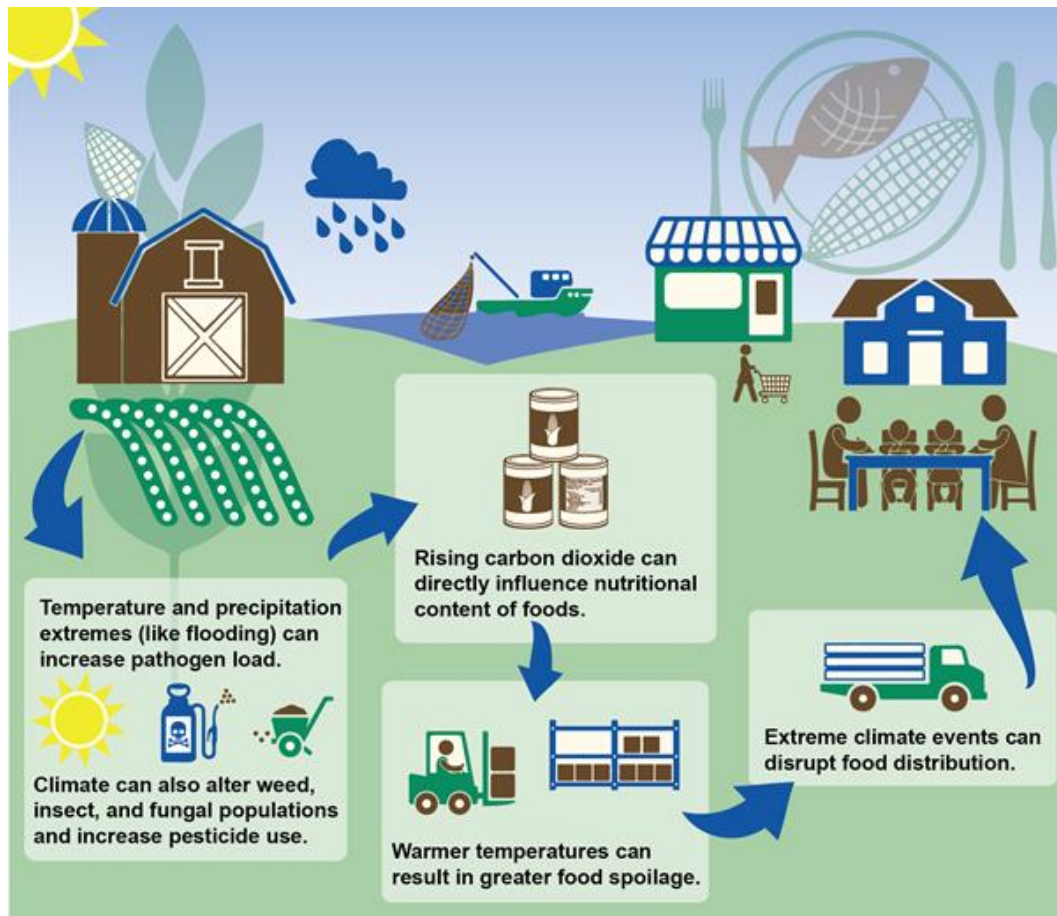 Temperature and precipitation
extremes (like flooding) can
increase pathogen load.
Climate can also alter weed,
insect, and fungal populations
and increase pesticide use.
Rising carbon dioxide can
directly influence nutritional
content of foods.
Warmer temperatures can
result in greater food spoilage.
Extreme climate events can
disrupt food distribution.